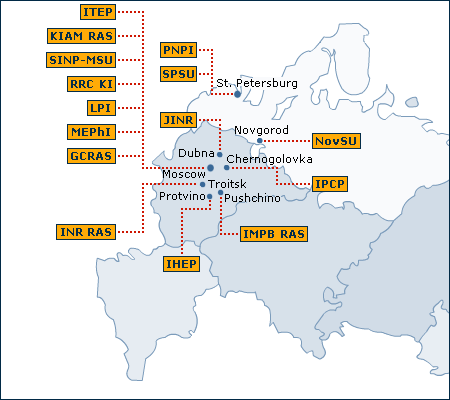 ITEP
KIAM RAS
PNPI
SINP-MSU
SPSU
RRC KI
St. Petersburg
LPI
JINR
MEPhI
Novgorod
NovSU
GCRAS
Dubna
Chernogolovka
Moscow
Troitsk
IPCP
Protvino
Pushchino
INR RAS
IMPB RAS
IHEP